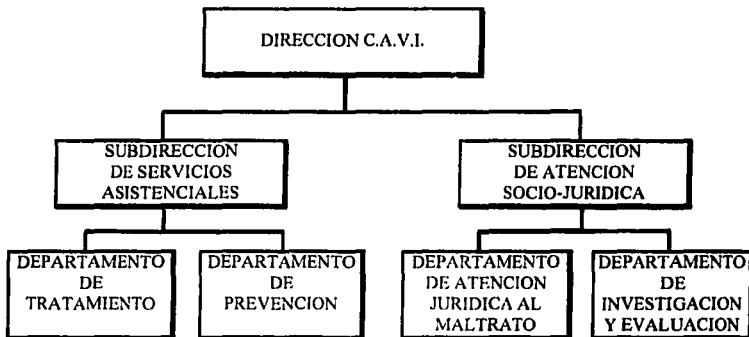 DIRECCION C.A.V.I.
SUBDIRECCION
DE SERVICIOS
ASISTENCIALES
SUBDIRECCION
DE ATENCION
SOCIO-JURIDICA
DEPARTAMENTO
DE
TRATAMIENTO
DEPARTAMENTO
DE
PREVENCION
DEPARTAMENTO
DE ATENCION
JURIDICA AL
MALTRATO
DEPARTAMENTO
DE
INVESTIGACION
Y EVALUACION